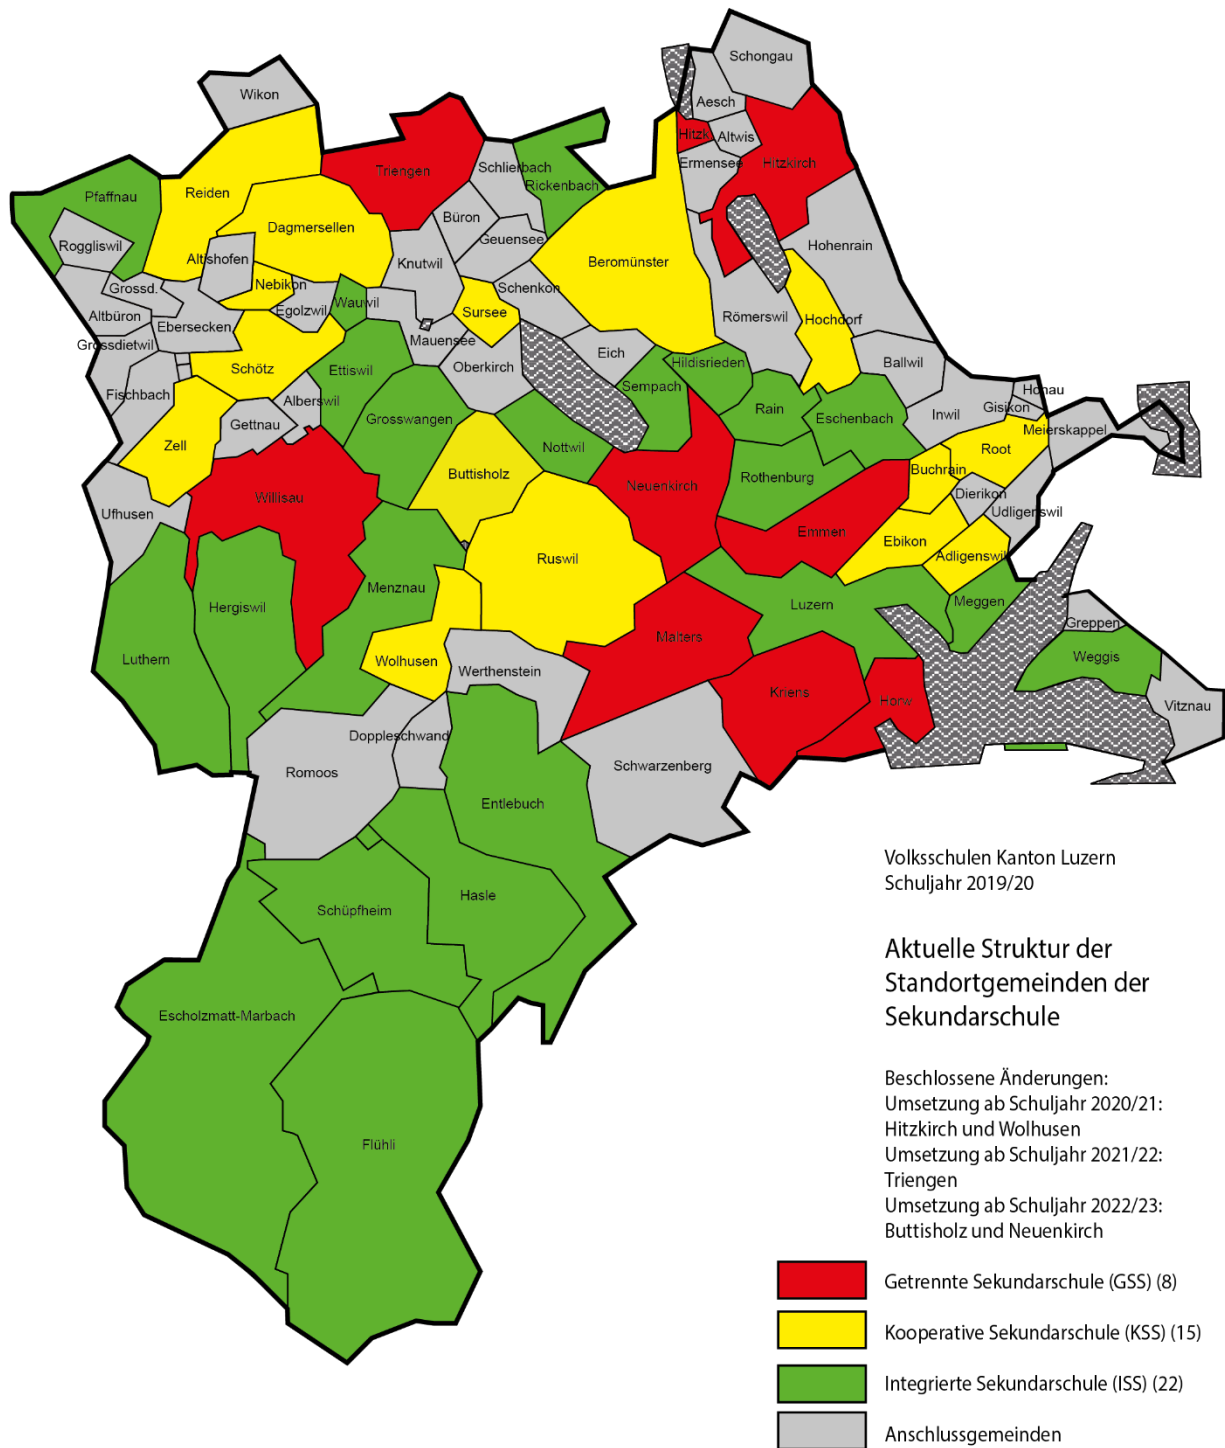 Schongau
Wikon
Aesch
Hitzk
Altwis
Triengen
Schlierbach
Ermensee
Hitzkirch
Rickenbach
Pfaffnau
Reiden
Büron
Dagmersellen
Roggliswil
Geuensee
Hohenrain
Altishofen
Knutwil
Beromünster
Grossd.
Nebikon
Schenkon
Wauwil
Egolzwil
Sursee
Römerswil
Hochdorf
Altbüron
Ebersecken
Mauensee
Grossdietwil
Eich
Hildisrieden
Ballwil
Schötz
Ettiswil
Oberkirch
Sempach
Fischbach
Alberswil
Honau
Rain
Gisikon
Grosswangen
Eschenbach
Inwil
Gettnau
Meierskappel
Zell
Nottwil
Root
Buttisholz
Buchrain
Rothenburg
Neuenkirch
Dierikon
Willisau
Ufhusen
Udligenswil
Emmen
Ebikon
Adligenswil
Ruswil
Menznau
Hergiswil
Luzern
Meggen
Greppen
Malters
Luthern
Wolhusen
Weggis
Werthenstein
Kriens
Horw
Vitznau
Doppleschwand
Schwarzenberg
Romoos
Entlebuch
Hasle
Schüpfheim
Escholzmatt-Marbach
Flühli
Volksschulen Kanton Luzern
Schuljahr 2019/20
Aktuelle Struktur der
Standortgemeinden der
Sekundarschule
Beschlossene Änderungen:
Umsetzung ab Schuljahr 2020/21:
Hitzkirch und Wolhusen
Umsetzung ab Schuljahr 2021/22:
Triengen
Umsetzung ab Schuljahr 2022/23:
Buttisholz und Neuenkirch
Getrennte Sekundarschule (GSS) (8)
Kooperative Sekundarschule (KSS) (15)
Integrierte Sekundarschule (ISS) (22)
Anschlussgemeinden